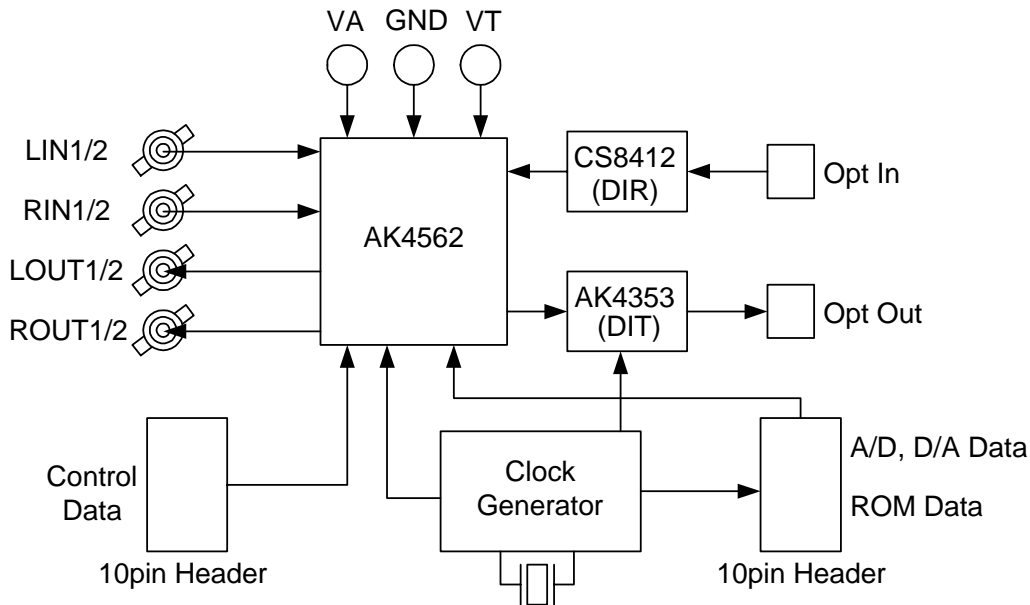 VA GND VT
LIN1/2
RIN1/2
LOUT1/2
ROUT1/2
AK4562
CS8412
(DIR)
Opt In
AK4353
(DIT)
Opt Out
Control
Data
10pin Header
Clock
Generator
A/D, D/A Data
ROM Data
10pin Header